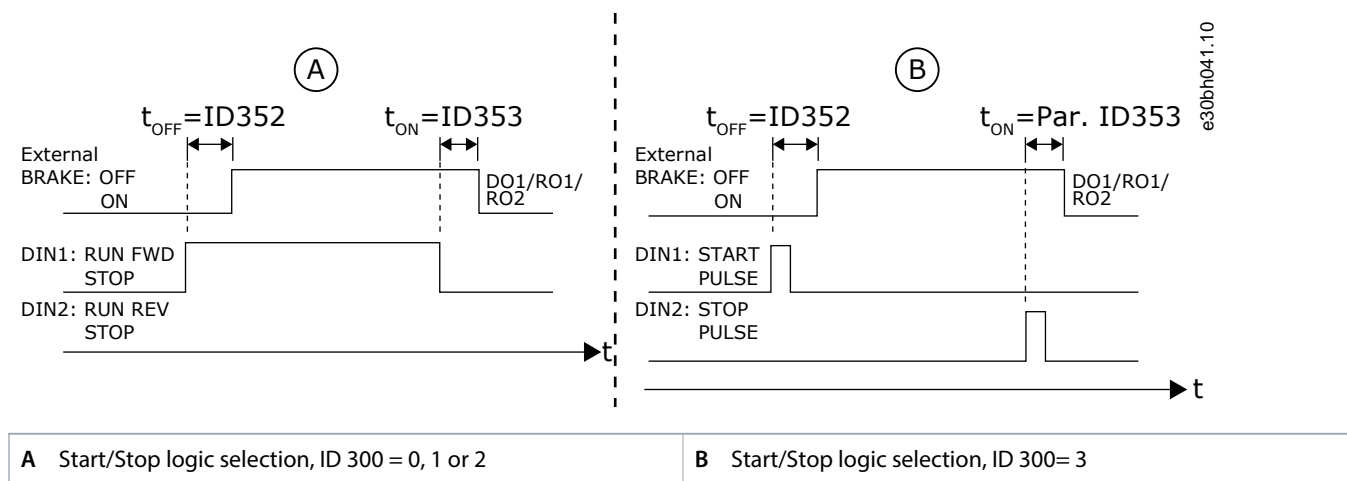 A
t_OFF=ID352
t_ON=ID353
External
BRAKE: OFF
ON
DO1/RO1/
RO2
DIN1: RUN FWD
STOP
DIN2: RUN REV
STOP
t
B
t_OFF=ID352
t_ON=Par. ID353
External
BRAKE: OFF
ON
DO1/RO1/
RO2
DIN1: START
PULSE
DIN2: STOP
PULSE
t
e30bh041.10
A Start/Stop logic selection, ID 300 = 0, 1 or 2
B Start/Stop logic selection, ID 300= 3